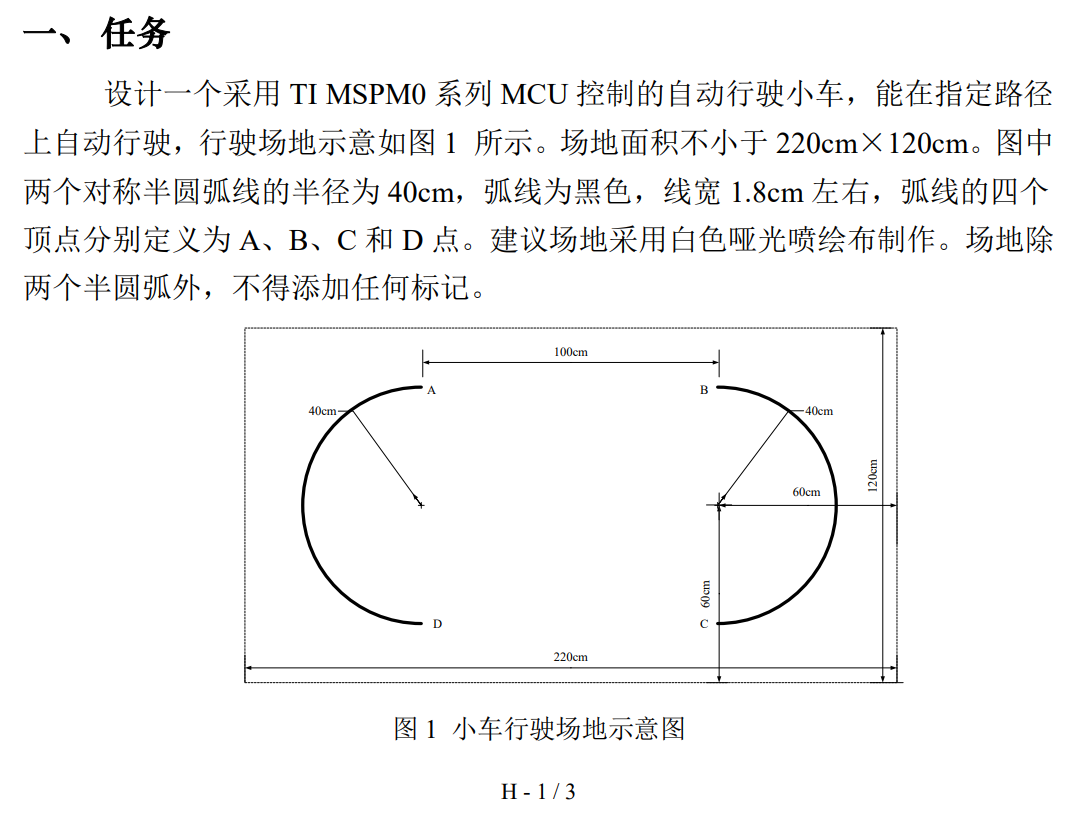 一、 任务
设计一个采用 TI MSPM0 系列 MCU 控制的自动行驶小车，能在指定路径
上自动行驶，行驶场地示意如图 1 所示。场地面积不小于 220cm×120cm。图中
两个对称半圆弧线的半径为 40cm，弧线为黑色，线宽 1.8cm 左右，弧线的四个
顶点分别定义为 A、B、C 和 D 点。建议场地采用白色哑光喷绘布制作。场地除
两个半圆弧外，不得添加任何标记。
100cm
A
B
40cm
40cm
120cm
60cm
60cm
D
C
220cm
图 1 小车行驶场地示意图
H - 1 / 3